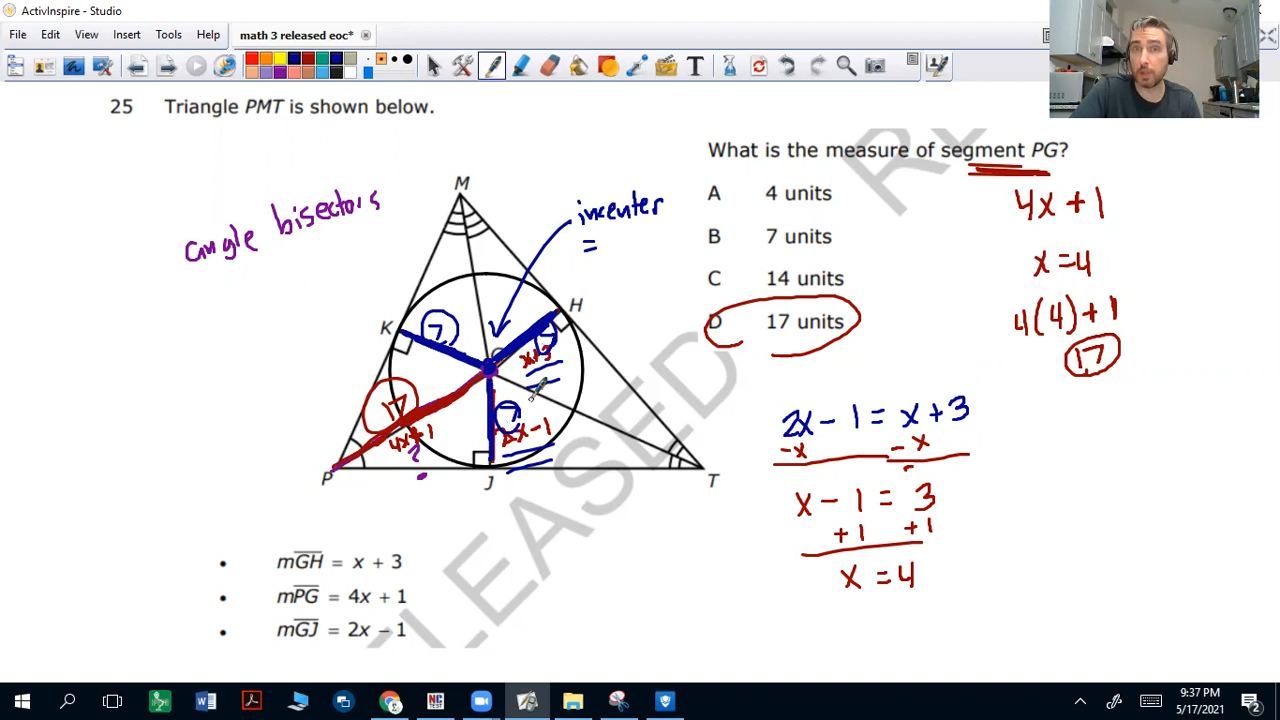 ActivInspire - Studio
File Edit View Insert Tools Help
math 3 released eoc*
25 Triangle PMT is shown below.
What is the measure of segment PG?
A 4 units
B 7 units
C 14 units
D 17 units
4x + 1
x = 4
4(4) + 1
17
angle bisectors
incenter
=
M
H
K
G
P
J
T
7
7
x+3
17
4x+1
?
7
2x-1
2x - 1 = x + 3
-x - x
x - 1 = 3
+1 +1
x = 4
• mGH = x + 3
• mPG = 4x + 1
• mGJ = 2x - 1
RELEASED
RE
9:37 PM
5/17/2021
2